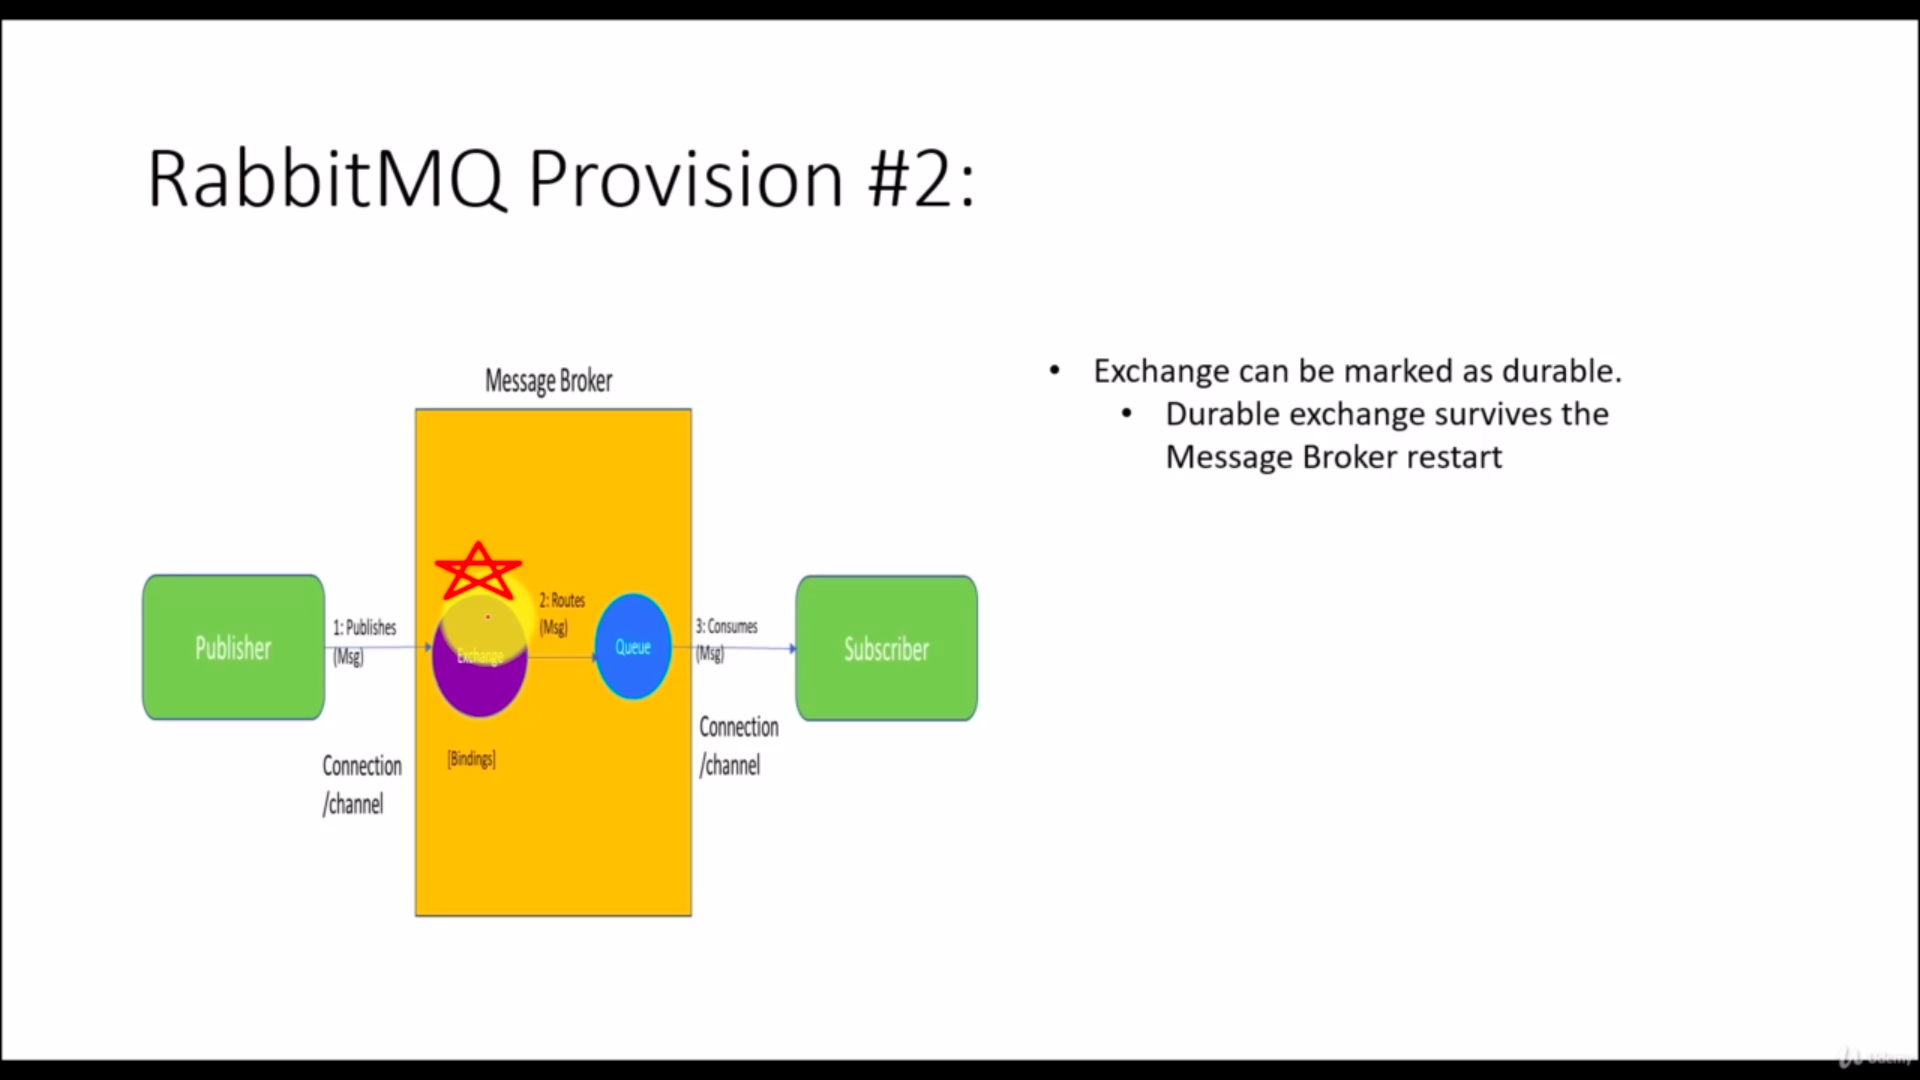 RabbitMQ Provision #2:
Message Broker
• Exchange can be marked as durable.
• Durable exchange survives the
Message Broker restart
Publisher
1: Publishes
(Msg)
Exchange
2: Routes
(Msg)
Queue
3: Consumes
(Msg)
Subscriber
Connection
/channel
[Bindings]
Connection
/channel
Udemy